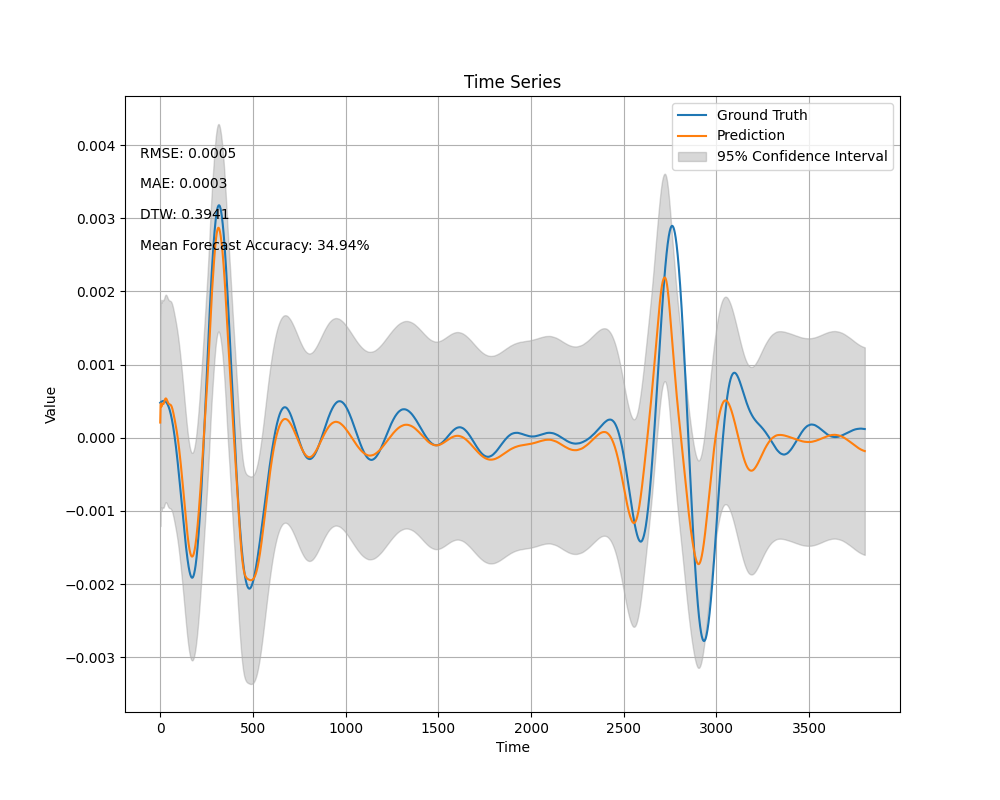 Time Series
Ground Truth
Prediction
95% Confidence Interval
RMSE: 0.0005
MAE: 0.0003
DTW: 0.3941
Mean Forecast Accuracy: 34.94%
Value
0.004
0.003
0.002
0.001
0.000
−0.001
−0.002
−0.003
0 500 1000 1500 2000 2500 3000 3500
Time